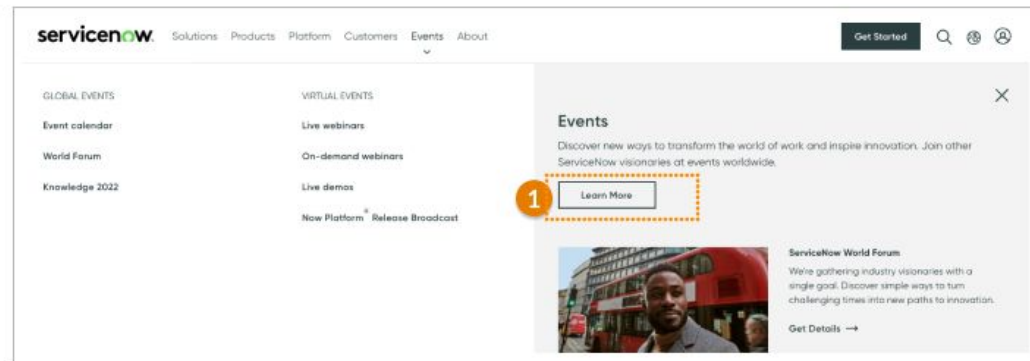 servicenow.
Solutions Products Platform Customers Events About
Get Started
GLOBAL EVENTS
Event calendar
World Forum
Knowledge 2022
VIRTUAL EVENTS
Live webinars
On-demand webinars
Live demos
Now Platform® Release Broadcast
Events
Discover new ways to transform the world of work and inspire innovation. Join other
ServiceNow visionaries at events worldwide.
1
Learn More
ServiceNow World Forum
We're gathering industry visionaries with a
single goal. Discover simple ways to turn
challenging times into new paths to innovation.
Get Details →